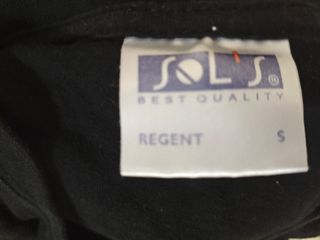 SOL'S®
BEST QUALITY
REGENT S